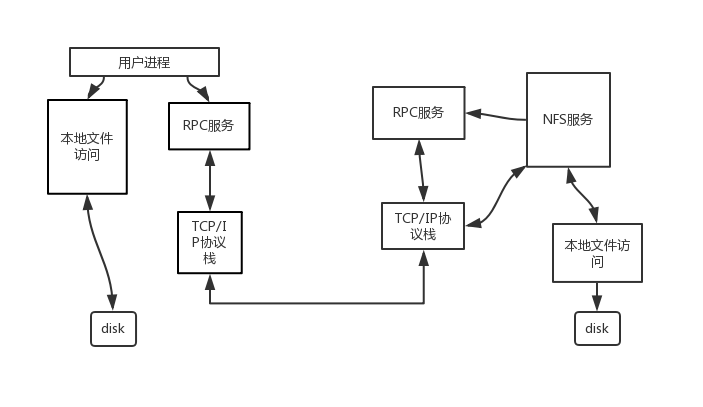 用户进程
本地文件
访问
RPC服务
TCP/I
P协议
栈
disk
RPC服务
NFS服务
TCP/IP协
议栈
本地文件访
问
disk